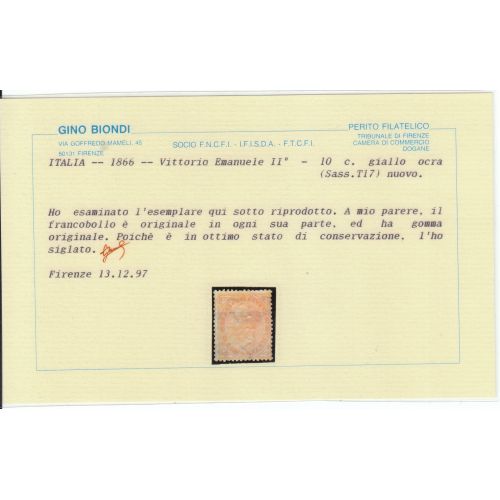 GINO BIONDI
VIA GOFFREDO MAMELI, 45
50131 FIRENZE
SOCIO F.N.C.F.I. - I.F.I.S.D.A. - F.T.C.F.I.
PERITO FILATELICO
TRIBUNALE DI FIRENZE
CAMERA DI COMMERCIO
DOGANE
ITALIA -- 1866 -- Vittorio Emanuele II° - 10 c. giallo ocra
(Sass.T17) nuovo.
Ho esaminato l'esemplare qui sotto riprodotto. A mio parere, il
francobollo è originale in ogni sua parte, ed ha gomma
originale. Poichè è in ottimo stato di conservazione, l'ho
siglato.
Firenze 13.12.97